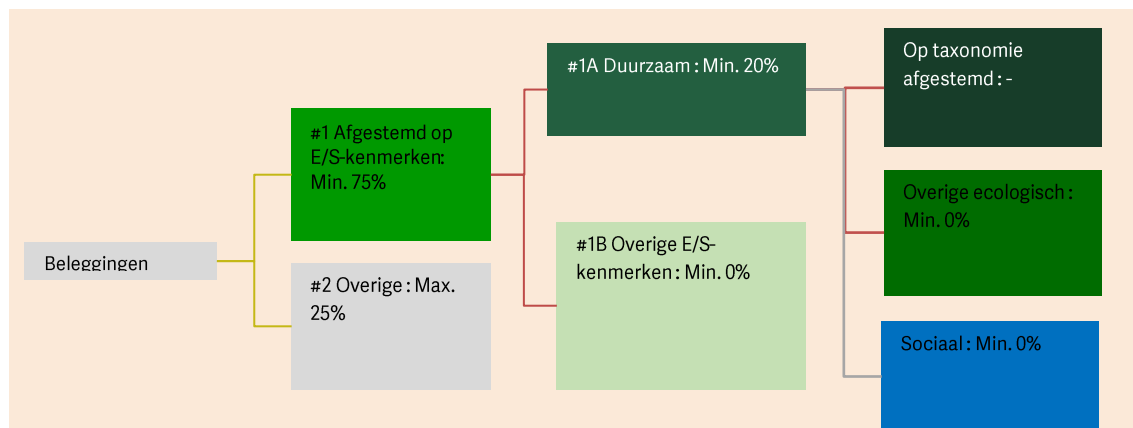 Beleggingen
#1 Afgestemd op
E/S-kenmerken:
Min. 75%
#2 Overige : Max.
25%
#1A Duurzaam : Min. 20%
#1B Overige E/S-
kenmerken : Min. 0%
Op taxonomie
afgestemd : -
Overige ecologisch :
Min. 0%
Sociaal : Min. 0%